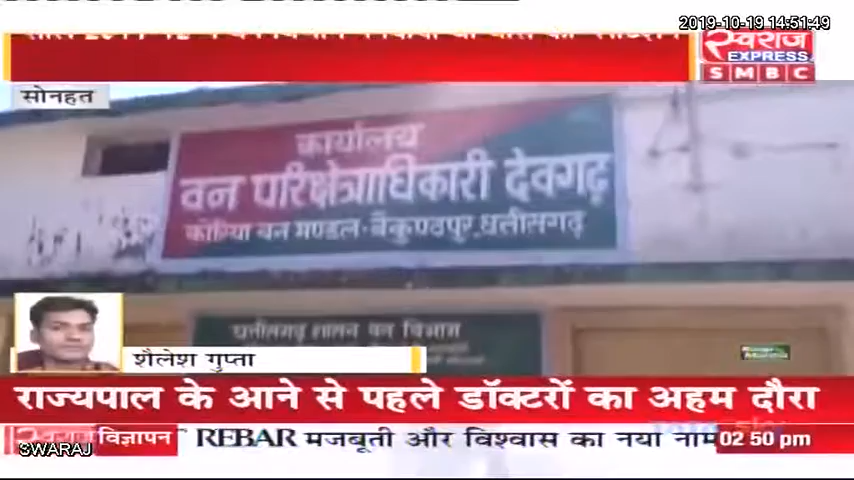 2019-10-19 14:51:49
स्वराज
EXPRESS
SMBC
सोनहत
कार्यालय
वन परिक्षेत्राधिकारी देवगढ़
कोरिया वन मण्डल-बैकुण्ठपुर,छत्तीसगढ़
छत्तीसगढ़ शासन वन विभाग
शैलेश गुप्ता
राज्यपाल के आने से पहले डॉक्टरों का अहम दौरा
विज्ञापन
REBAR मजबूती और विश्वास का नया नाम
02 50 pm
SWARAJ